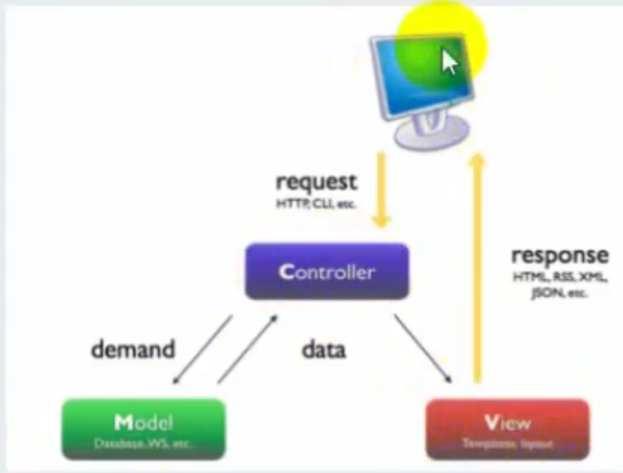 request
HTTP, CLI, etc.
Controller
response
HTML, RSS, XML,
JSON, etc.
demand
data
Model
Database, WS, etc.
View
Templates, layout